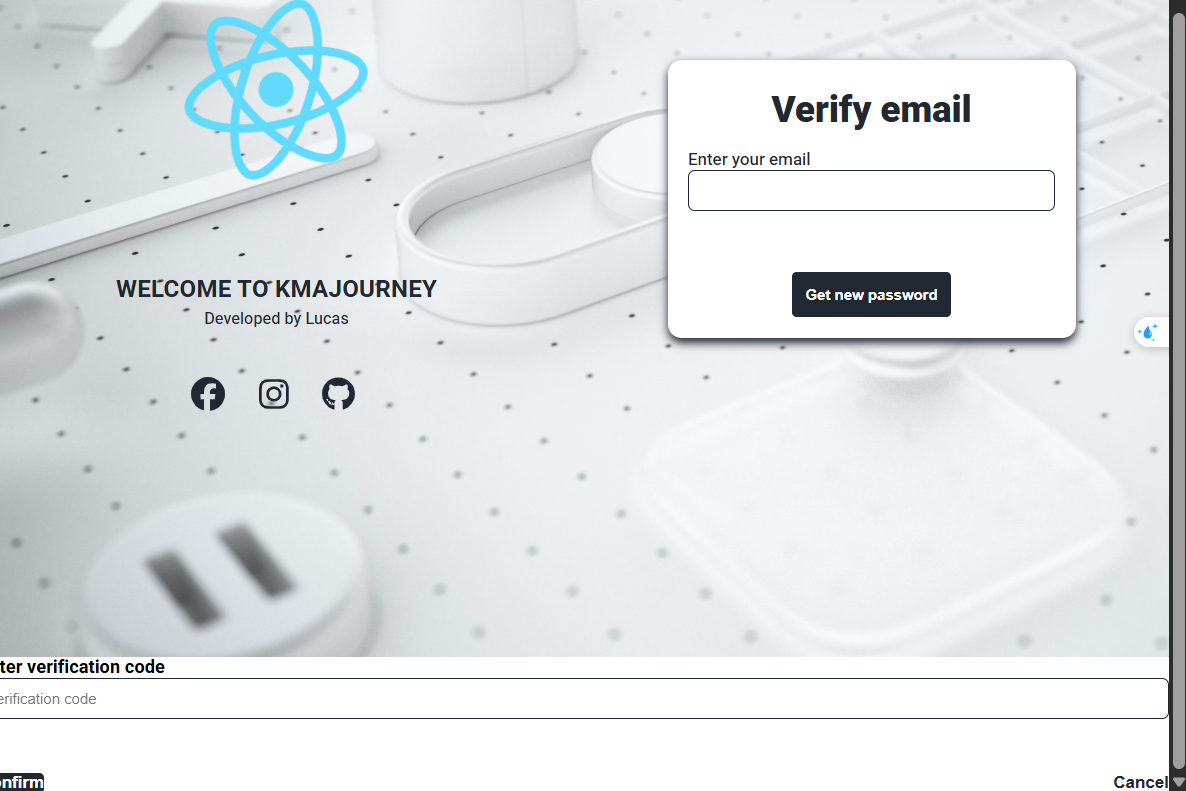 Verify email
Enter your email
Get new password
WELCOME TO KMAJOURNEY
Developed by Lucas
ter verification code
erification code
onfirm
Cancel